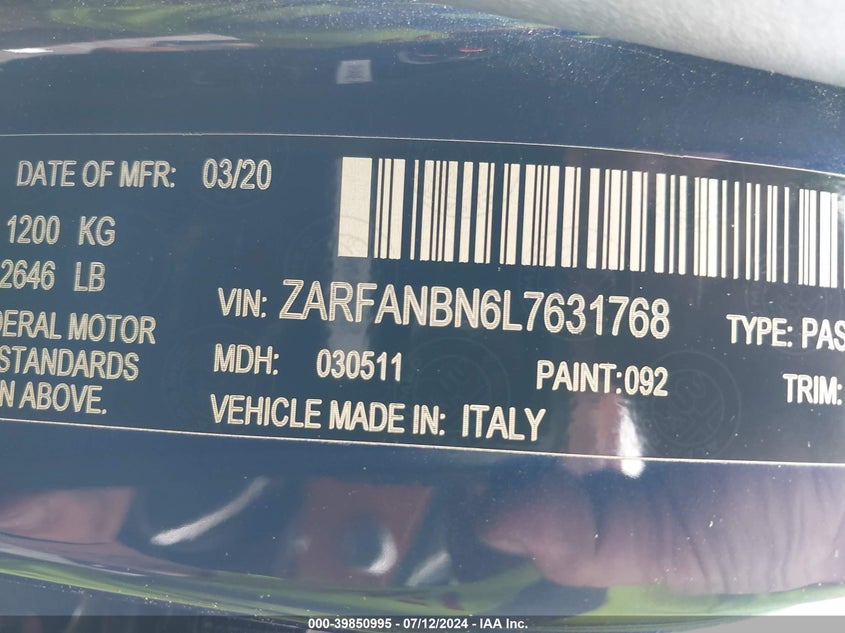 DATE OF MFR: 03/20
1200 KG
2646 LB
VIN: ZARFANBN6L7631768
TYPE: PAS
DERAL MOTOR
STANDARDS
N ABOVE.
MDH: 030511
PAINT:092
TRIM:
VEHICLE MADE IN: ITALY
000-39850995 - 07/12/2024 - IAA Inc.